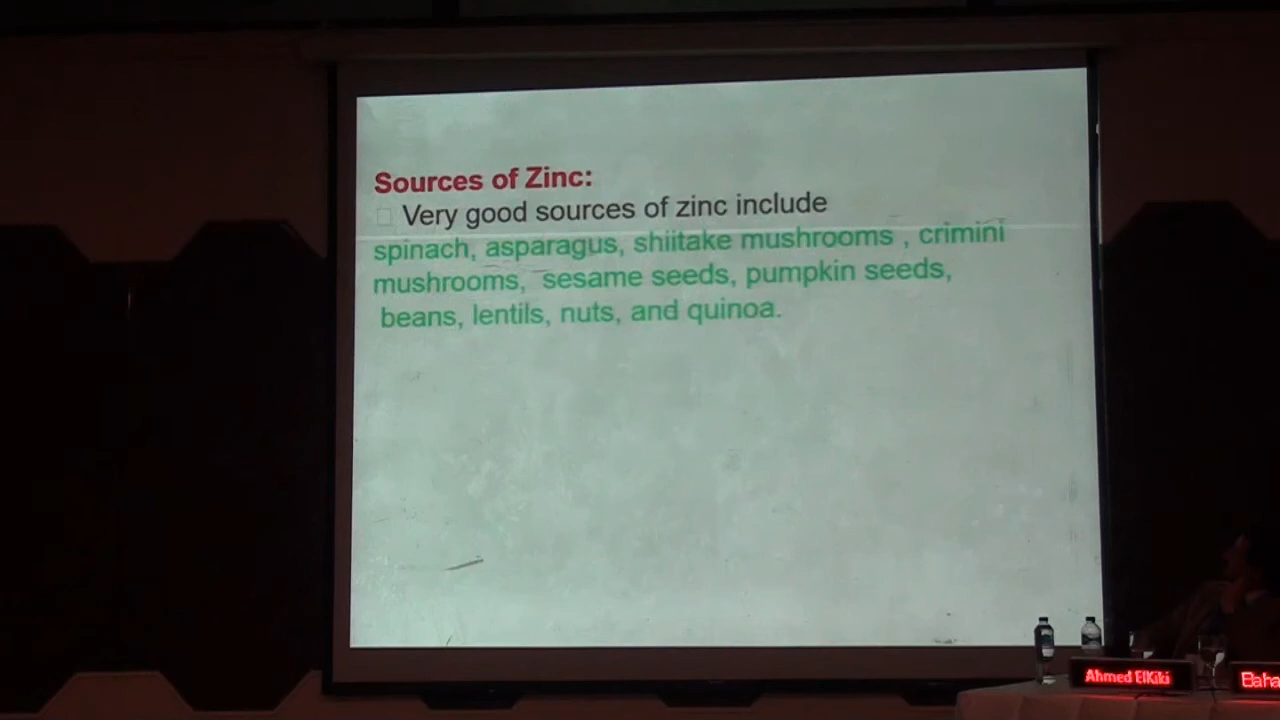 Sources of Zinc:
Very good sources of zinc include
spinach, asparagus, shiitake mushrooms , crimini
mushrooms, sesame seeds, pumpkin seeds,
beans, lentils, nuts, and quinoa.
Ahmed ElKiki
Baha